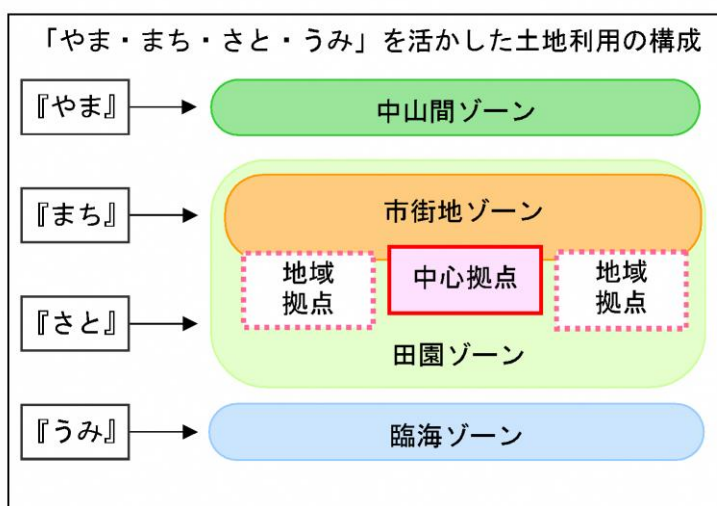 「やま・まち・さと・うみ」を活かした土地利用の構成
『やま』
中山間ゾーン
『まち』
市街地ゾーン
地域
拠点
中心拠点
地域
拠点
『さと』
田園ゾーン
『うみ』
臨海ゾーン